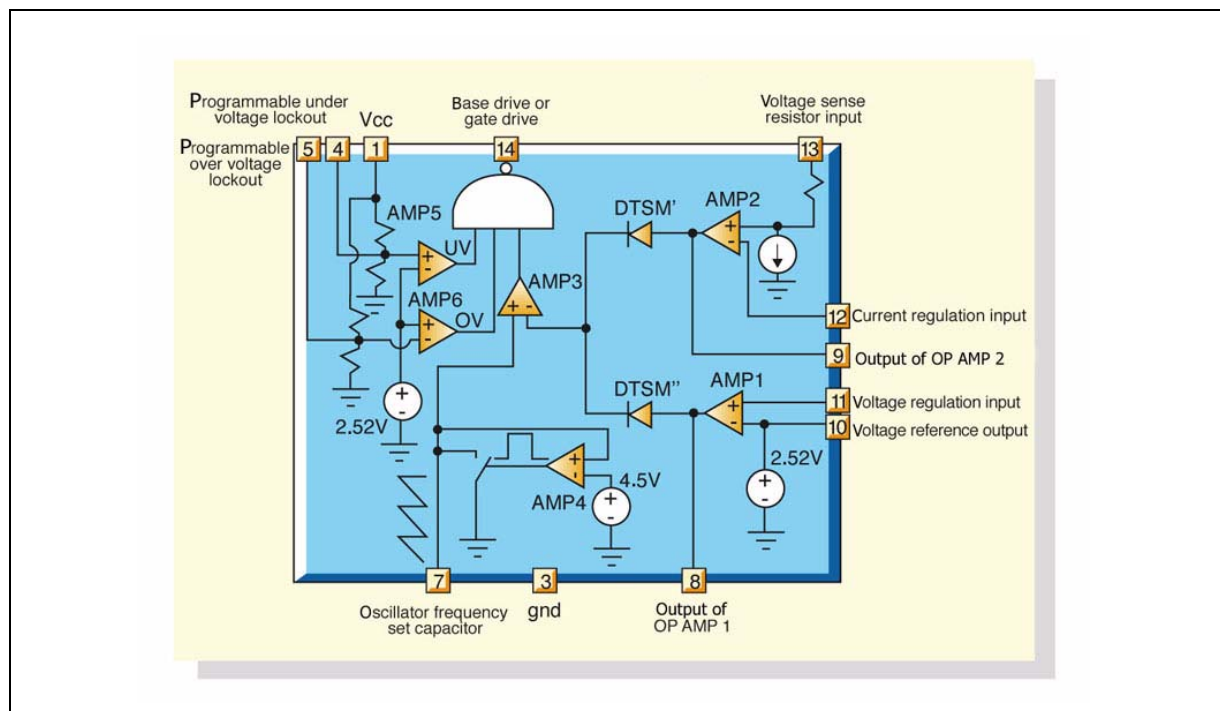 Programmable under
voltage lockout
Vcc
Base drive or
gate drive
Voltage sense
resistor input
Programmable
over voltage
lockout
5
4
1
14
13
AMP5
+
-
UV
AMP6
+
-
OV
+
-
2.52V
AMP3
+ -
DTSM'
AMP2
+
-
12 Current regulation input
9 Output of OP AMP 2
DTSM''
AMP1
+
-
11 Voltage regulation input
10 Voltage reference output
2.52V
+
-
+
-
AMP4
4.5V
+
-
7
3
8
Oscillator frequency
set capacitor
gnd
Output of
OP AMP 1